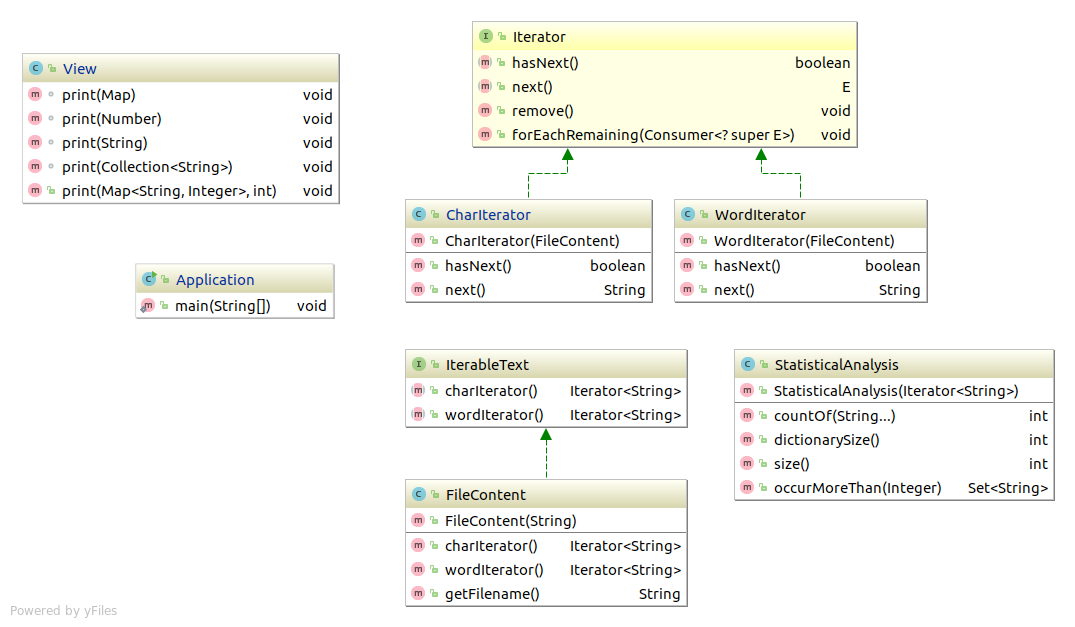 View
print(Map) void
print(Number) void
print(String) void
print(Collection<String>) void
print(Map<String, Integer>, int) void
Application
main(String[]) void
I Iterator
m hasNext() boolean
m next() E
m remove() void
m forEachRemaining(Consumer<? super E>) void
C CharIterator
m CharIterator(FileContent)
m hasNext() boolean
m next() String
C WordIterator
m WordIterator(FileContent)
m hasNext() boolean
m next() String
I IterableText
m charIterator() Iterator<String>
m wordIterator() Iterator<String>
C FileContent
m FileContent(String)
m charIterator() Iterator<String>
m wordIterator() Iterator<String>
m getFilename() String
C StatisticalAnalysis
m StatisticalAnalysis(Iterator<String>)
m countOf(String...) int
m dictionarySize() int
m size() int
m occurMoreThan(Integer) Set<String>
Powered by yFiles